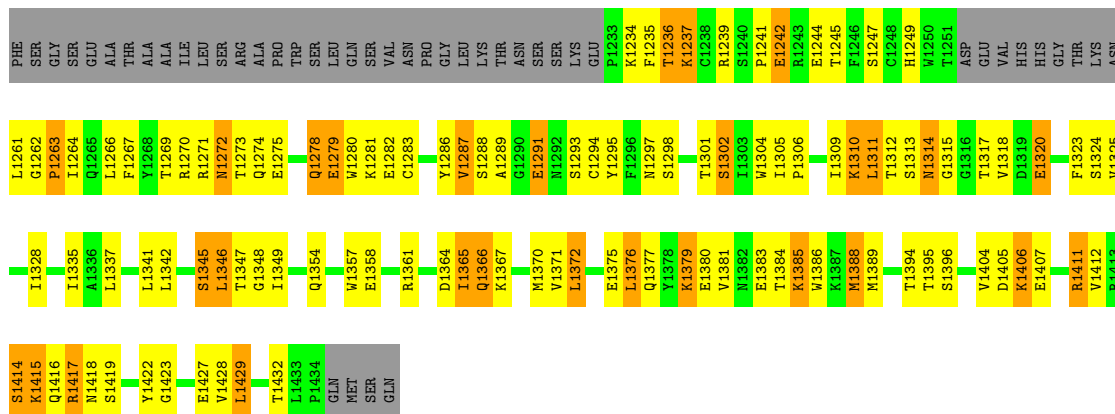 PHE SER GLY SER GLU ALA THR ALA ALA ILE LEU SER ARG ALA PRO TRP SER LEU GLN SER VAL ASN PRO GLY LEU LYS THR ASN SER SER LYS GLU P1233 K1234 F1235 T1236 K1237 C1238 R1239 S1240 P1241 E1242 R1243 E1244 T1245 F1246 S1247 C1248 H1249 W1250 T1251 ASP GLU VAL HIS HIS GLY THR LYS ASN
L1261 G1262 P1263 I1264 Q1265 L1266 F1267 Y1268 T1269 R1270 R1271 N1272 T1273 Q1274 E1275 Q1278 E1279 W1280 K1281 E1282 C1283 Y1286 V1287 S1288 A1289 G1290 E1291 N1292 S1293 C1294 Y1295 F1296 N1297 S1298 T1301 S1302 I1303 W1304 I1305 P1306 I1309 K1310 L1311 T1312 S1313 N1314 G1315 G1316 T1317 V1318 D1319 E1320 F1323 S1324 V1325
I1328 I1335 A1336 L1337 L1341 L1342 S1345 L1346 T1347 G1348 I1349 Q1354 W1357 E1358 R1361 D1364 I1365 Q1366 K1367 M1370 V1371 L1372 E1375 L1376 Q1377 Y1378 K1379 E1380 V1381 N1382 E1383 T1384 K1385 W1386 K1387 M1388 M1389 T1394 T1395 S1396 V1404 D1405 K1406 E1407 R1411 V1412 R1413
S1414 K1415 Q1416 R1417 N1418 S1419 Y1422 G1423 E1427 V1428 L1429 T1432 L1433 P1434 GLN MET SER GLN